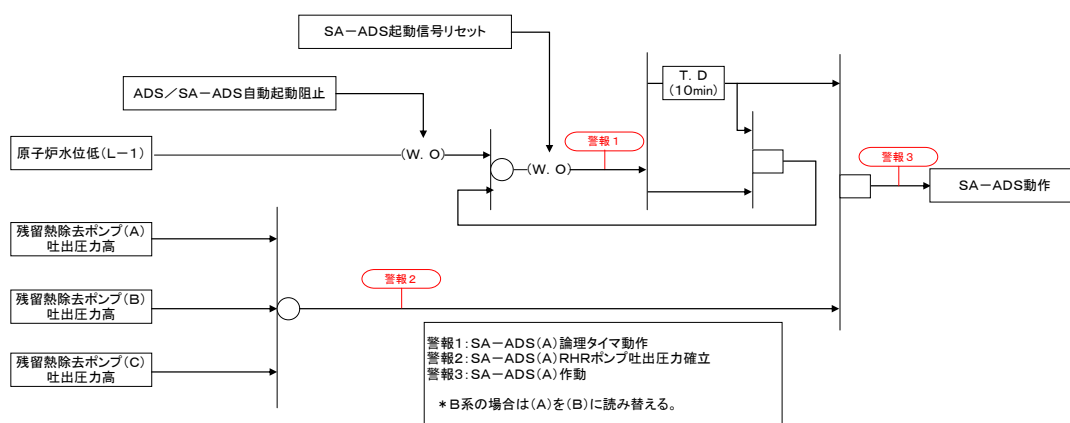 SA－ADS起動信号リセット
ADS／SA－ADS自動起動阻止
原子炉水位低(L－1)
(W. O)
(W. O)
警報1
T. D
(10min)
警報3
SA－ADS動作
残留熱除去ポンプ(A)
吐出圧力高
残留熱除去ポンプ(B)
吐出圧力高
残留熱除去ポンプ(C)
吐出圧力高
警報2
警報1：SA－ADS(A)論理タイマ動作
警報2：SA－ADS(A)RHRポンプ吐出圧力確立
警報3：SA－ADS(A)作動
＊B系の場合は(A)を(B)に読み替える。